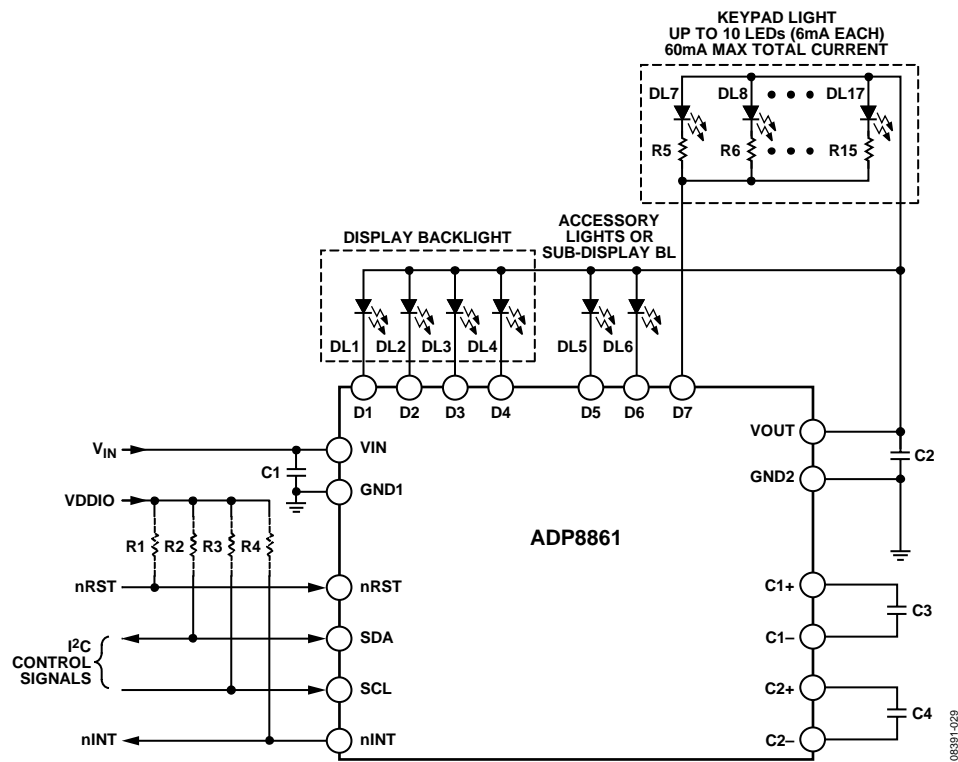 KEYPAD LIGHT
UP TO 10 LEDs (6mA EACH)
60mA MAX TOTAL CURRENT
DL7 DL8 DL17
R5 R6 R15
ACCESSORY
LIGHTS OR
SUB-DISPLAY BL
DISPLAY BACKLIGHT
DL1 DL2 DL3 DL4 DL5 DL6
D1 D2 D3 D4 D5 D6 D7
VIN VIN
C1
GND1
VOUT
C2
GND2
VDDIO
R1 R2 R3 R4
ADP8861
nRST nRST
C1+
C3
C1–
SDA
I2C
CONTROL
SIGNALS
SCL
C2+
C4
C2–
nINT nINT
08391-029